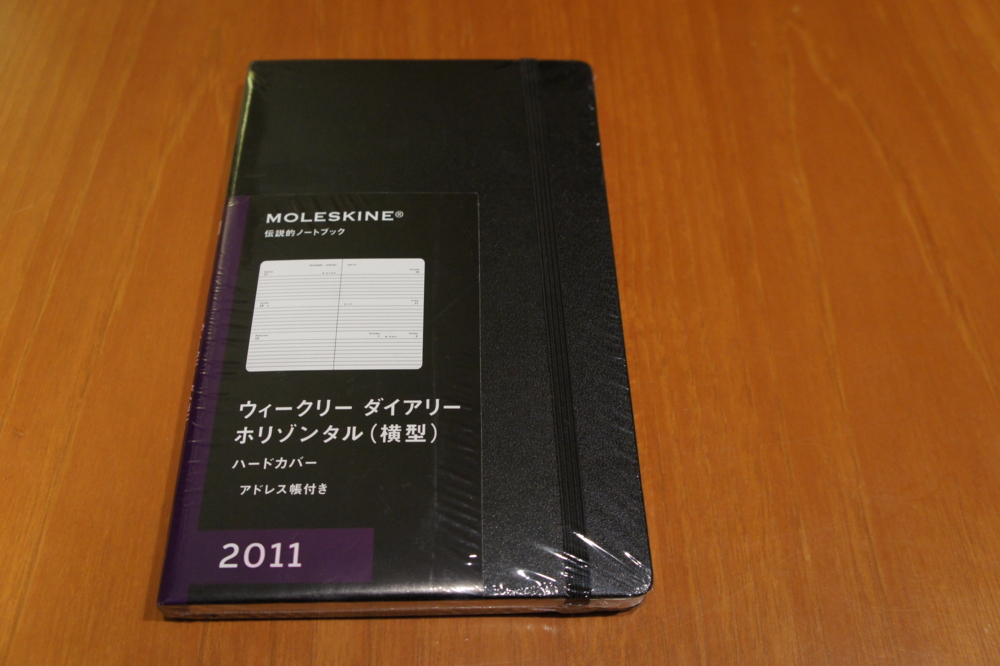 MOLESKINE®
伝説的ノートブック
ウィークリー ダイアリー
ホリゾンタル(横型)
ハードカバー
アドレス帳付き
2011